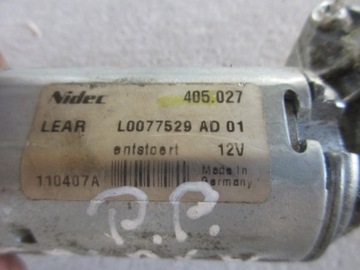 Nidec 405.027
LEAR L0077529 AD 01
entstoert 12V
110407A Made in Germany
P.P.